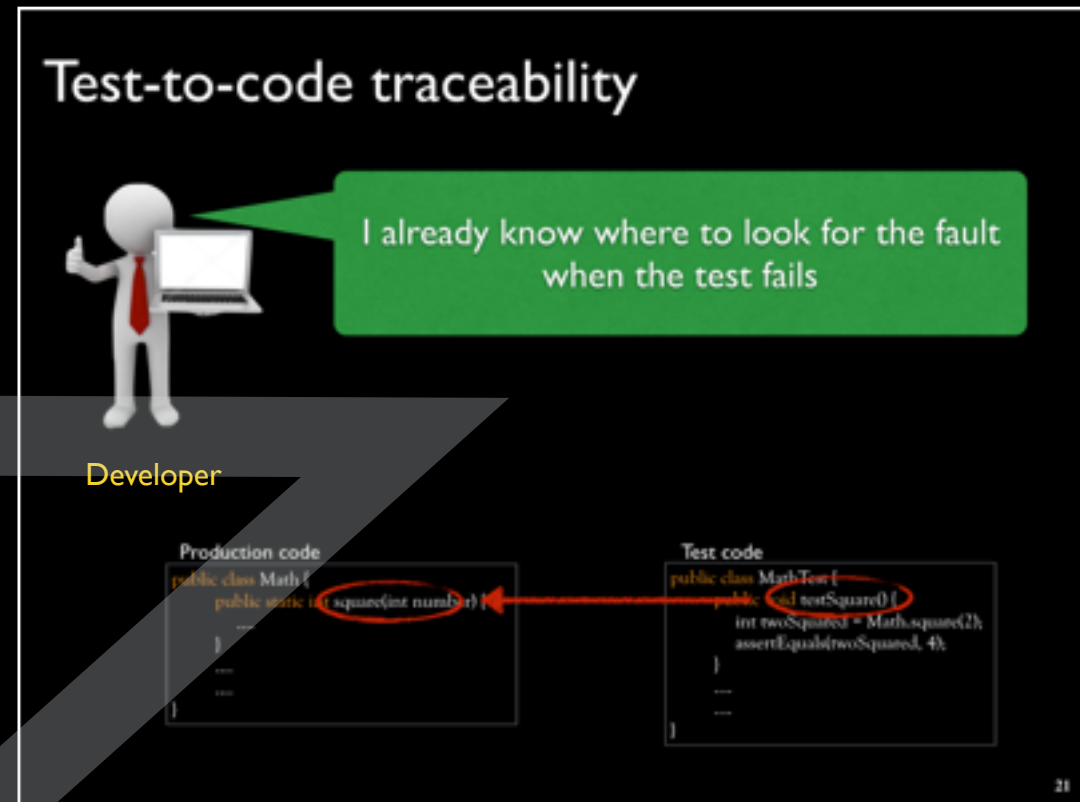 Test-to-code traceability
I already know where to look for the fault
when the test fails
Developer
Production code
public class Math {
public static int square(int number) {
....
}
....
....
}
Test code
public class MathTest {
public void testSquare() {
int twoSquared = Math.square(2);
assertEquals(twoSquared, 4);
}
....
....
}
21